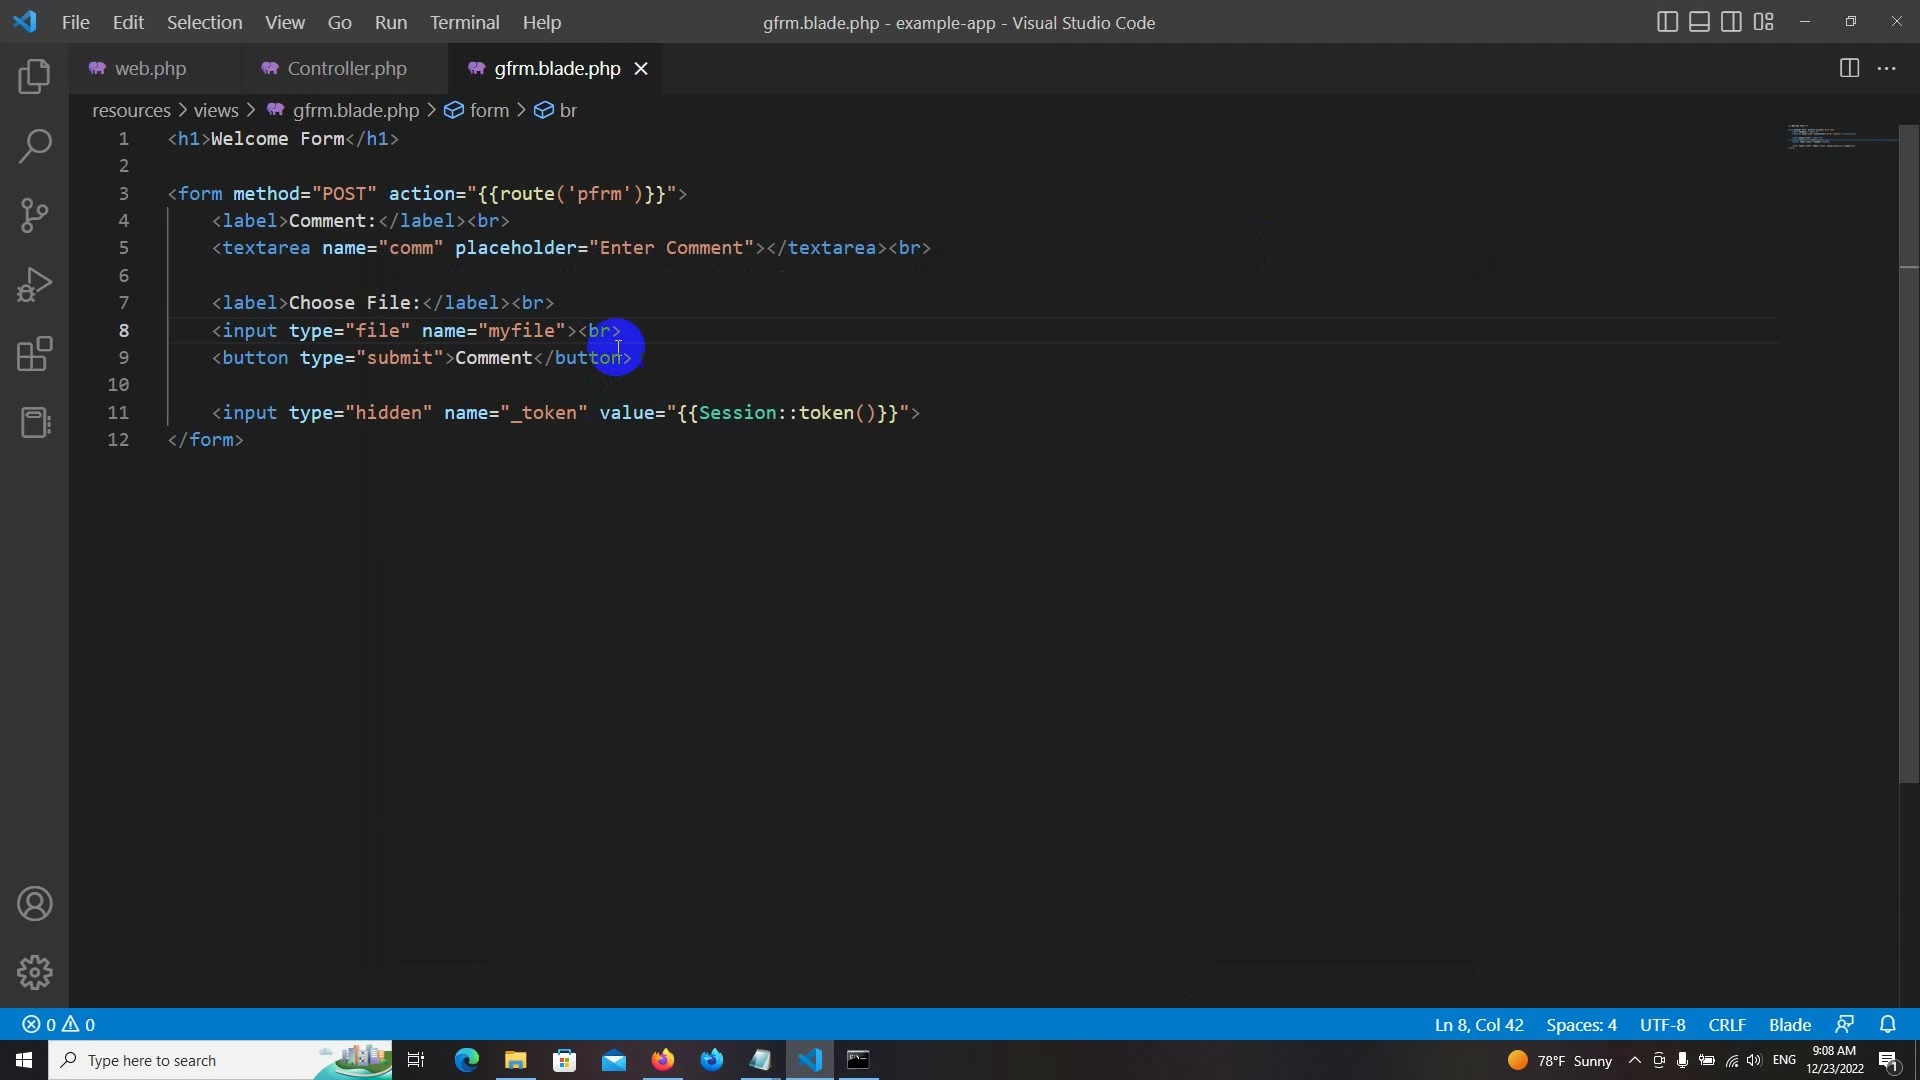 File Edit Selection View Go Run Terminal Help
gfrm.blade.php - example-app - Visual Studio Code
web.php
Controller.php
gfrm.blade.php
resources > views > gfrm.blade.php > form > br
1 <h1>Welcome Form</h1>
2
3 <form method="POST" action="{{route('pfrm')}}">
4 <label>Comment:</label><br>
5 <textarea name="comm" placeholder="Enter Comment"></textarea><br>
6
7 <label>Choose File:</label><br>
8 <input type="file" name="myfile"><br>
9 <button type="submit">Comment</button>
10
11 <input type="hidden" name="_token" value="{{Session::token()}}">
12 </form>
0 0
Ln 8, Col 42 Spaces: 4 UTF-8 CRLF Blade
Type here to search
78°F Sunny
ENG
9:08 AM
12/23/2022
1